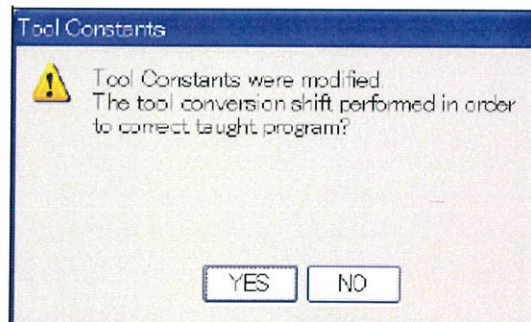 Tool Constants
Tool Constants were modified.
The tool conversion shift performed in order
to correct taught program?
YES
NO